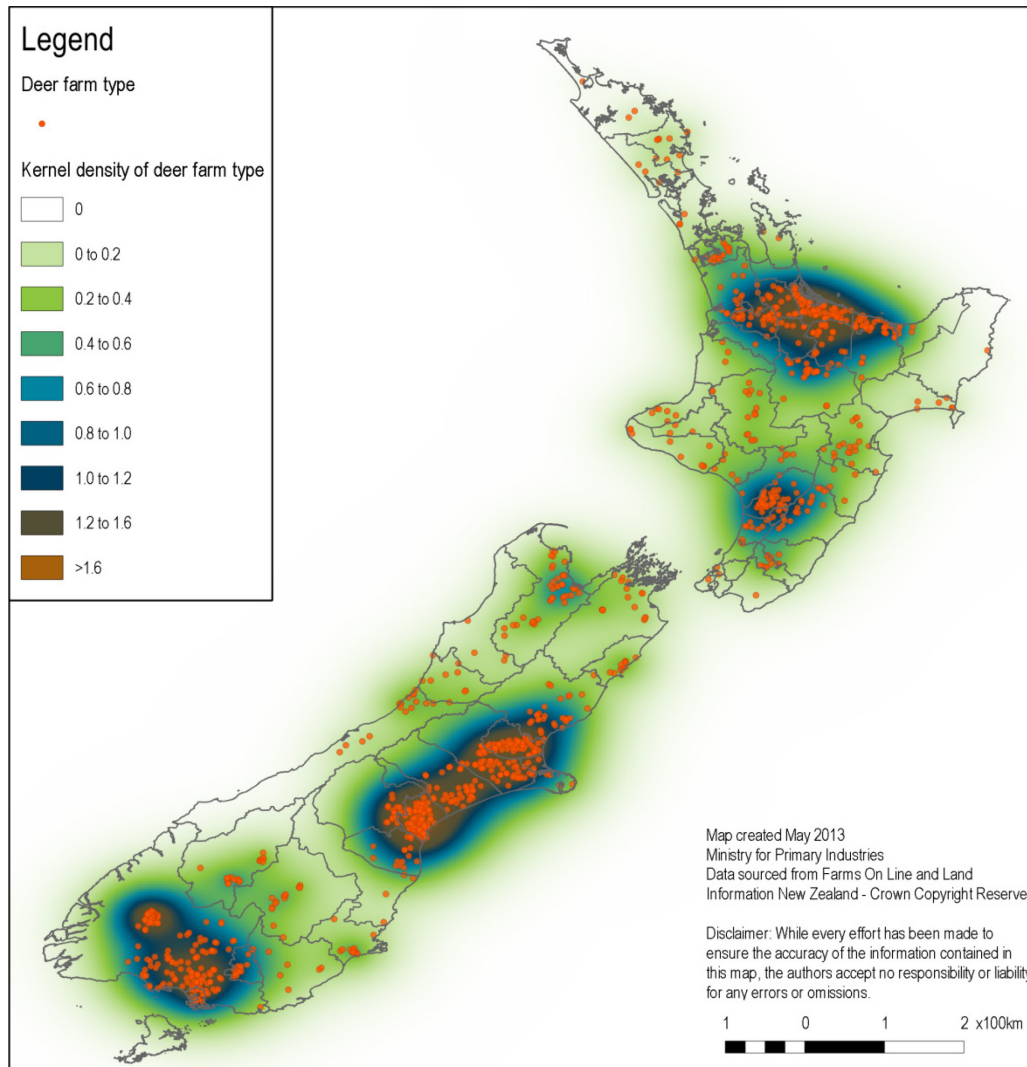 Legend
Deer farm type
Kernel density of deer farm type
0
0 to 0.2
0.2 to 0.4
0.4 to 0.6
0.6 to 0.8
0.8 to 1.0
1.0 to 1.2
1.2 to 1.6
>1.6
Map created May 2013
Ministry for Primary Industries
Data sourced from Farms On Line and Land
Information New Zealand - Crown Copyright Reserve
Disclaimer: While every effort has been made to
ensure the accuracy of the information contained in
this map, the authors accept no responsibility or liability
for any errors or omissions.
1 0 1 2 x100km